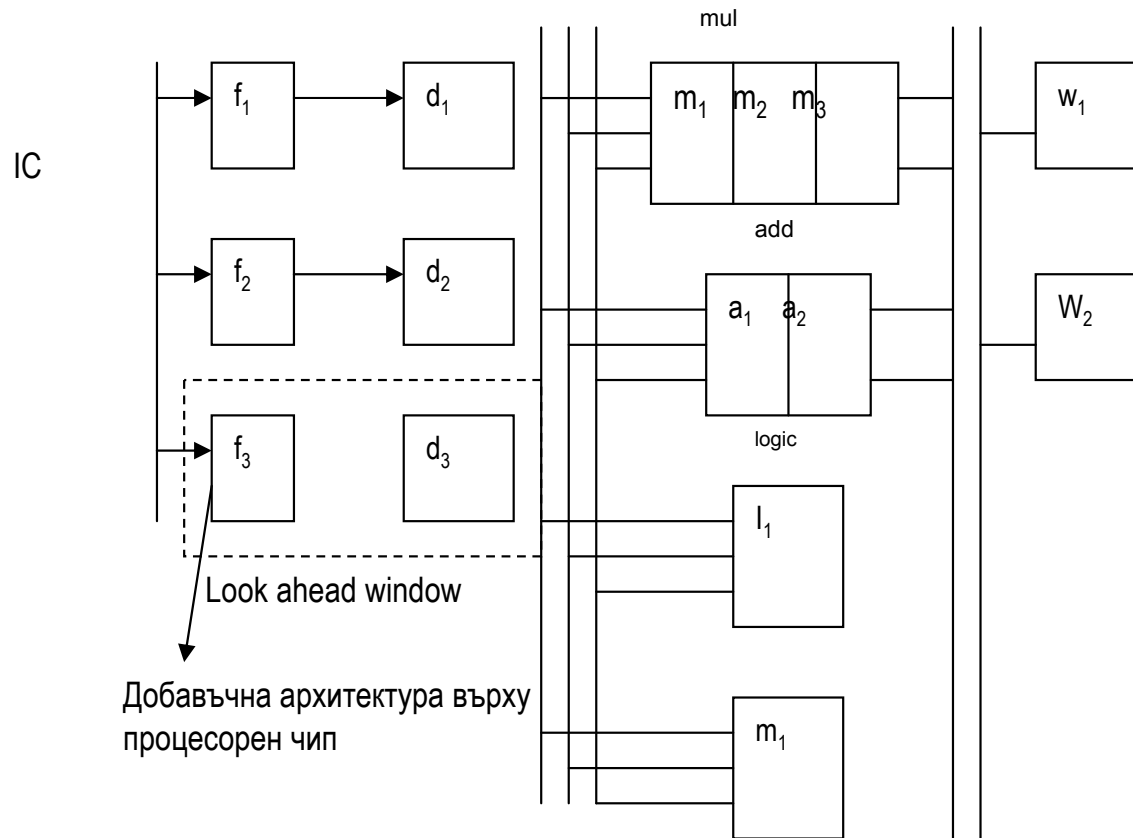 mul
f₁
d₁
m₁ m₂ m₃
w₁
IC
add
f₂
d₂
a₁ a₂
W₂
logic
f₃
d₃
l₁
Look ahead window
Добавъчна архитектура върху
процесорен чип
m₁